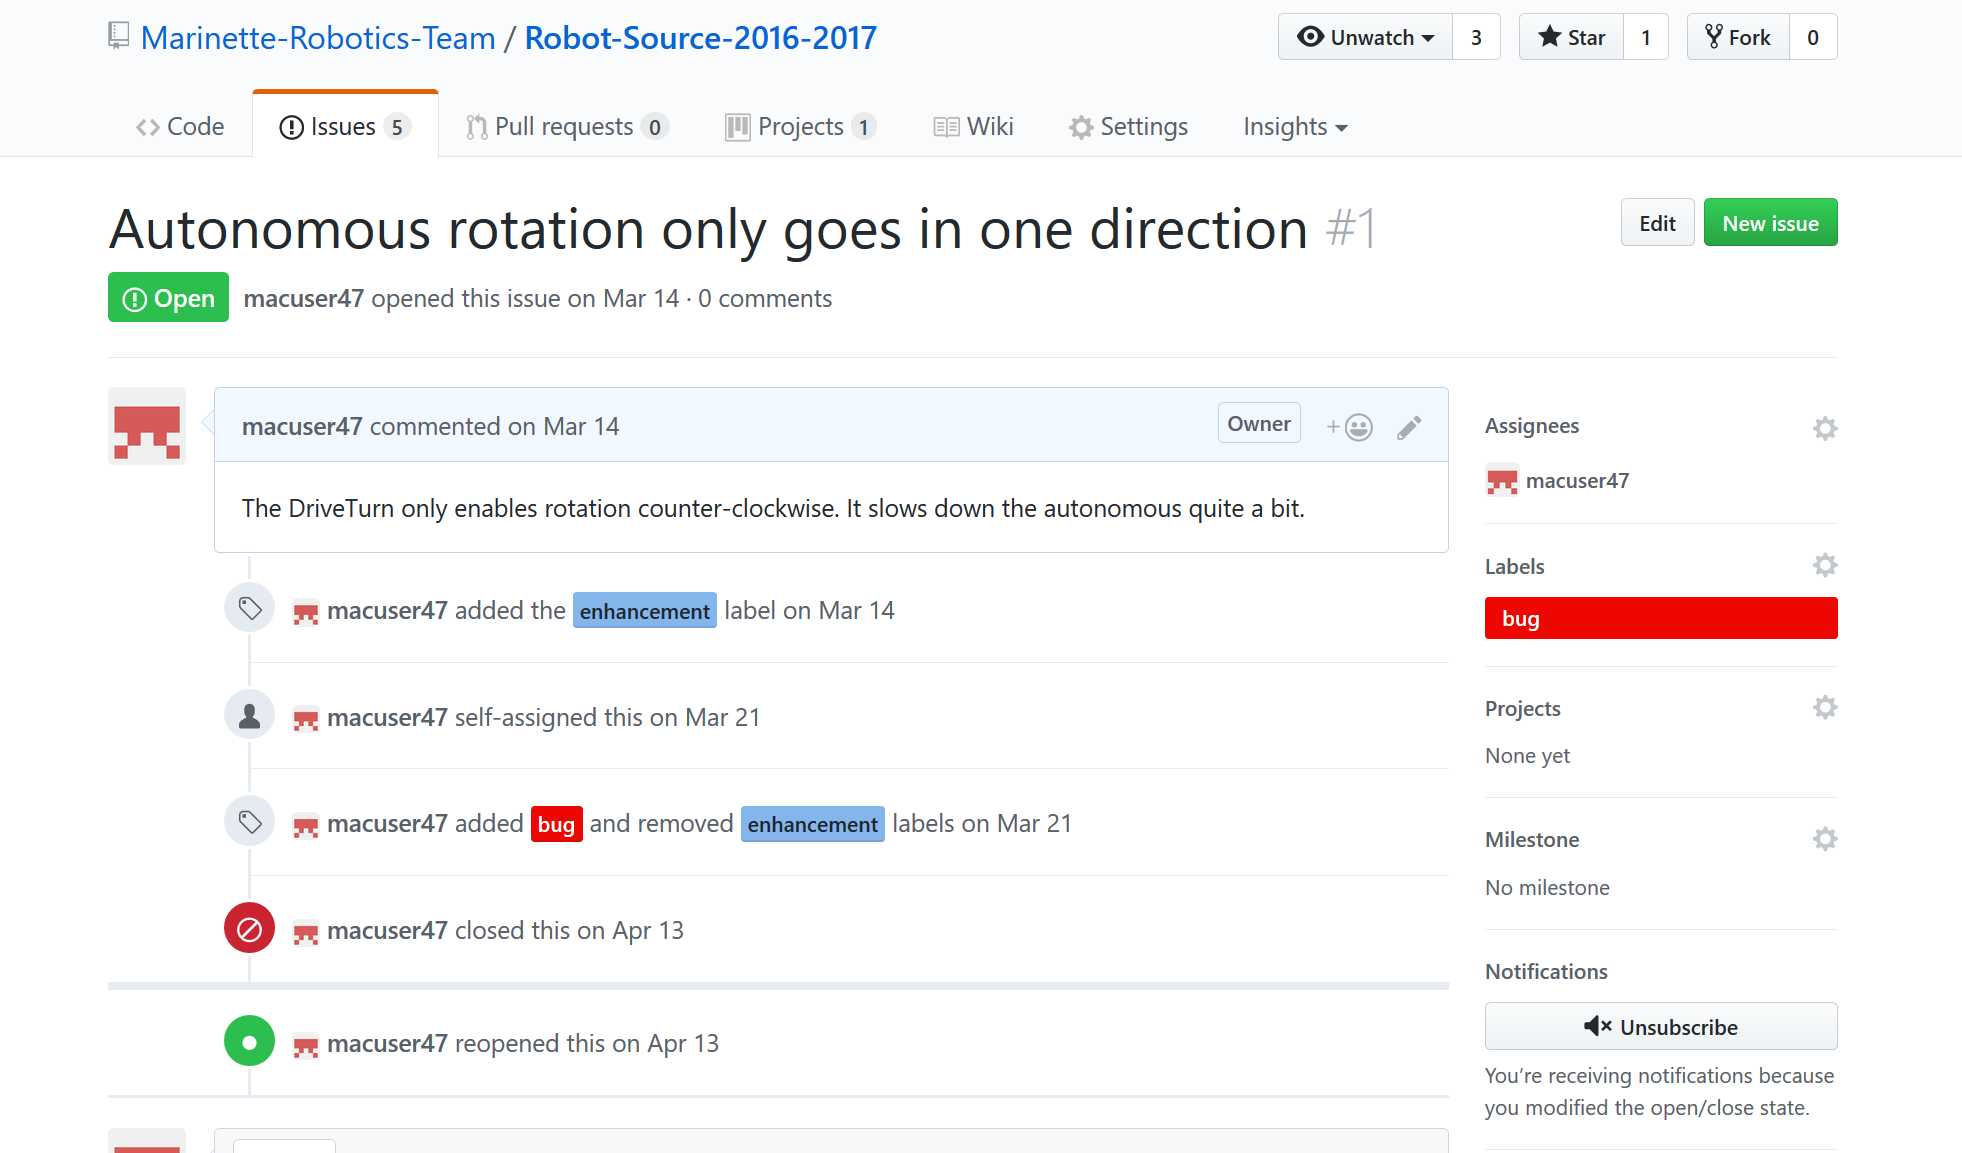 Marinette-Robotics-Team / Robot-Source-2016-2017
Unwatch 3 Star 1 Fork 0
Code Issues 5 Pull requests 0 Projects 1 Wiki Settings Insights
Autonomous rotation only goes in one direction #1
Edit New issue
Open macuser47 opened this issue on Mar 14 · 0 comments
macuser47 commented on Mar 14 Owner
The DriveTurn only enables rotation counter-clockwise. It slows down the autonomous quite a bit.
macuser47 added the enhancement label on Mar 14
macuser47 self-assigned this on Mar 21
macuser47 added bug and removed enhancement labels on Mar 21
macuser47 closed this on Apr 13
macuser47 reopened this on Apr 13
Assignees
macuser47
Labels
bug
Projects
None yet
Milestone
No milestone
Notifications
Unsubscribe
You’re receiving notifications because
you modified the open/close state.